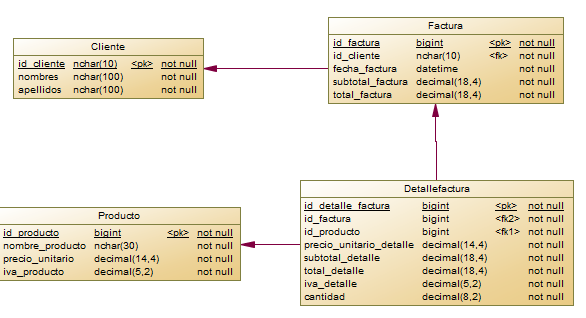 Cliente
id_cliente nchar(10) <pk> not null
nombres nchar(100) not null
apellidos nchar(100) not null
Factura
id_factura bigint <pk> not null
id_cliente nchar(10) <fk> not null
fecha_factura datetime not null
subtotal_factura decimal(18,4) not null
total_factura decimal(18,4) not null
Producto
id_producto bigint <pk> not null
nombre_producto nchar(30) not null
precio_unitario decimal(14,4) not null
iva_producto decimal(5,2) not null
Detallefactura
id_detalle_factura bigint <pk> not null
id_factura bigint <fk2> not null
id_producto bigint <fk1> not null
precio_unitario_detalle decimal(14,4) not null
subtotal_detalle decimal(18,4) not null
total_detalle decimal(18,4) not null
iva_detalle decimal(5,2) not null
cantidad decimal(8,2) not null